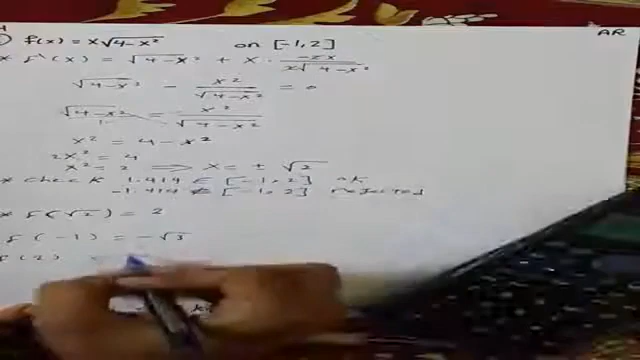 AR
f(x) = x√4-x² on [-1,2]
* f'(x) = √4-x² + x · -2x / 2√4-x²
√4-x² - x² / √4-x² = 0
√4-x² / 1 = x² / √4-x²
x² = 4-x²
2x² = 4
x² = 2 ⟹ x = ± √2
* check 1.414 ∈ [-1,2] ok
-1.414 ∉ [-1,2] rejected
* f(√2) = 2
f(-1) = -√3
f(2)